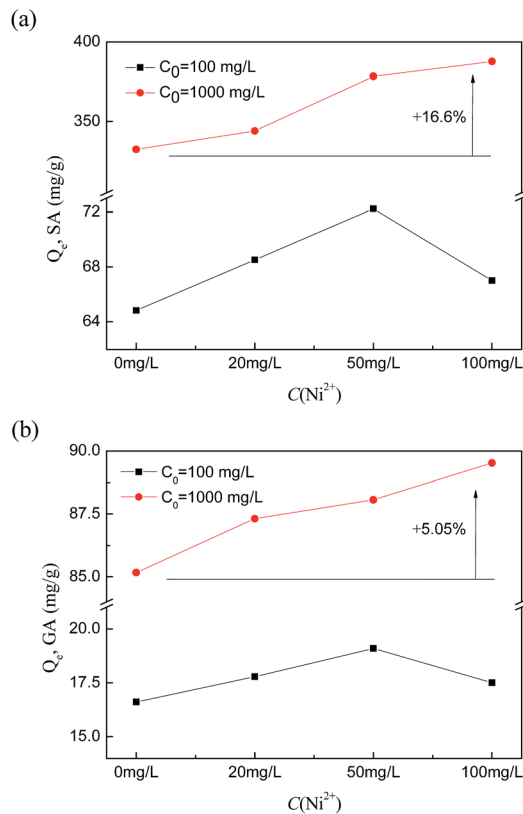 (a)
400
350
72
68
64
Qe, SA (mg/g)
C0=100 mg/L
C0=1000 mg/L
+16.6%
0mg/L 20mg/L 50mg/L 100mg/L
C(Ni2+)
(b)
90.0
87.5
85.0
20.0
17.5
15.0
Qe, GA (mg/g)
C0=100 mg/L
C0=1000 mg/L
+5.05%
0mg/L 20mg/L 50mg/L 100mg/L
C(Ni2+)